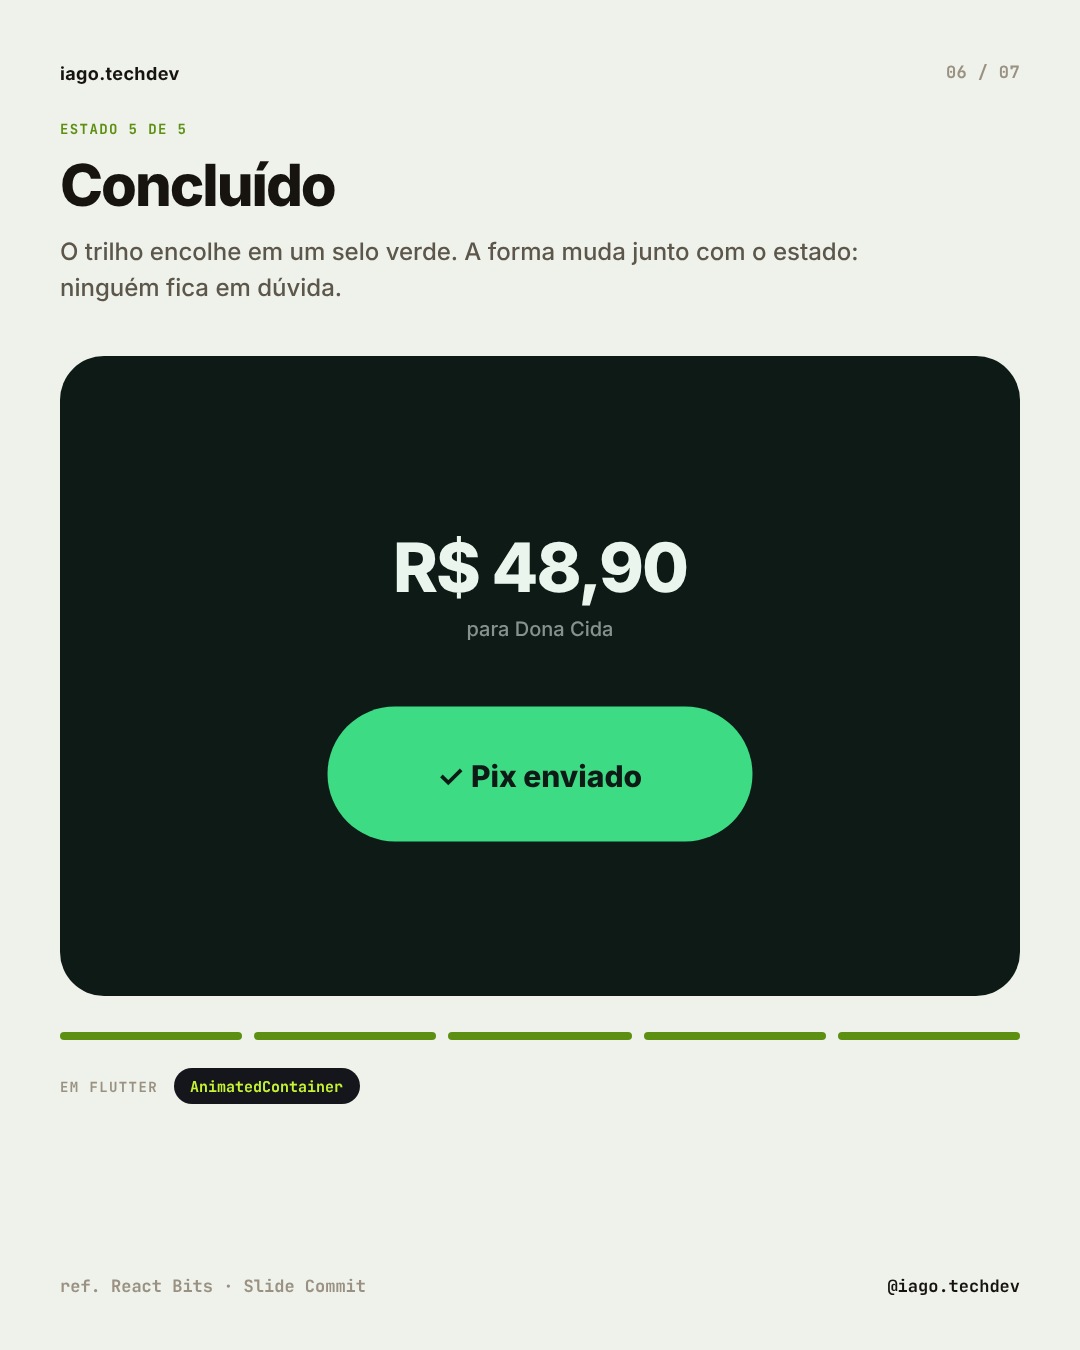 iago.techdev
06 / 07
ESTADO 5 DE 5
Concluído
O trilho encolhe em um selo verde. A forma muda junto com o estado:
ninguém fica em dúvida.
R$ 48,90
para Dona Cida
✓ Pix enviado
EM FLUTTER
AnimatedContainer
ref. React Bits · Slide Commit
@iago.techdev